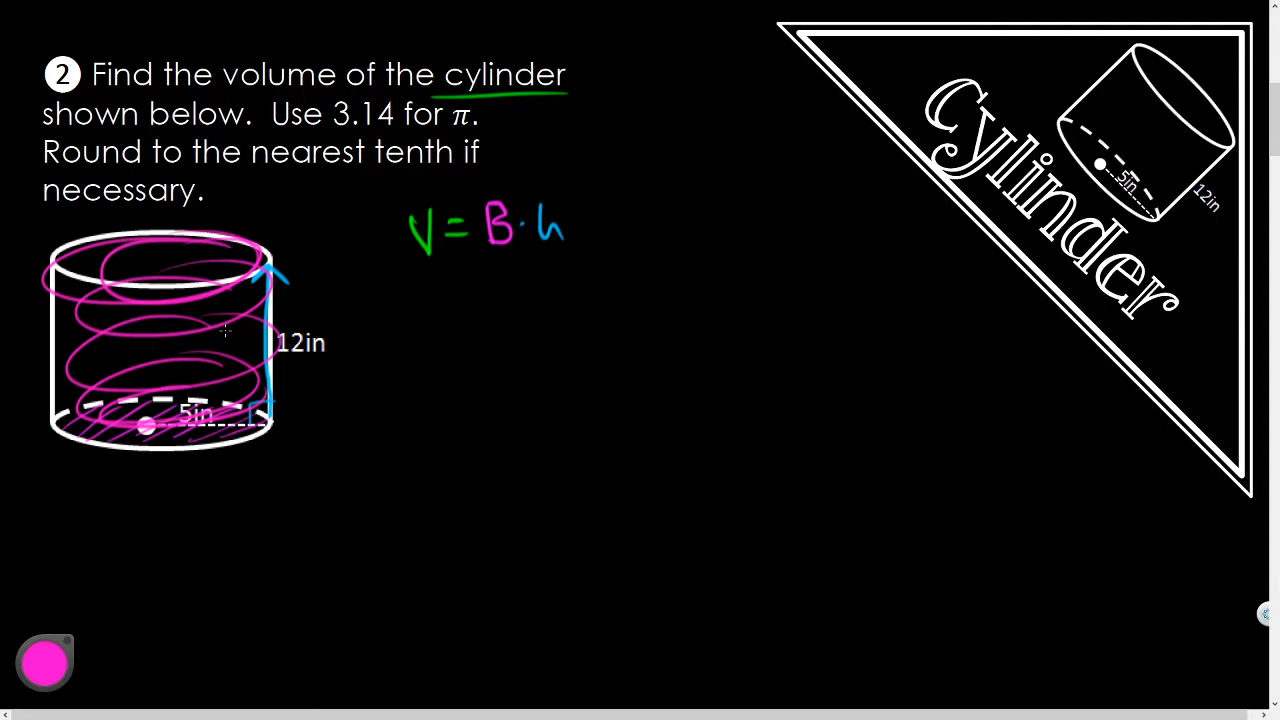 2 Find the volume of the cylinder
shown below. Use 3.14 for π.
Round to the nearest tenth if
necessary.
V = B · h
12in
5in
Cylinder
5in
12in